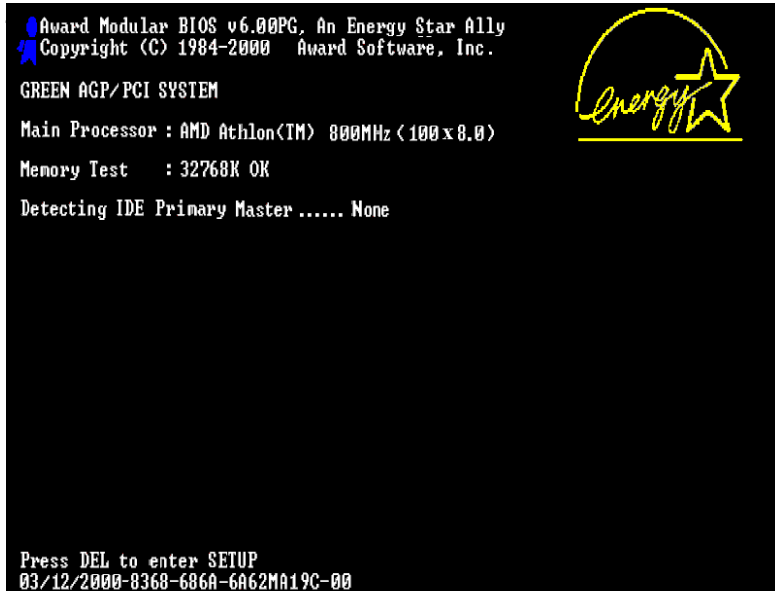 Award Modular BIOS v6.00PG, An Energy Star Ally
Copyright (C) 1984-2000 Award Software, Inc.
energy
GREEN AGP/PCI SYSTEM
Main Processor : AMD Athlon(TM) 800MHz (100 x 8.0)
Memory Test : 32768K OK
Detecting IDE Primary Master ...... None
Press DEL to enter SETUP
03/12/2000-8368-686A-6A62MA19C-00